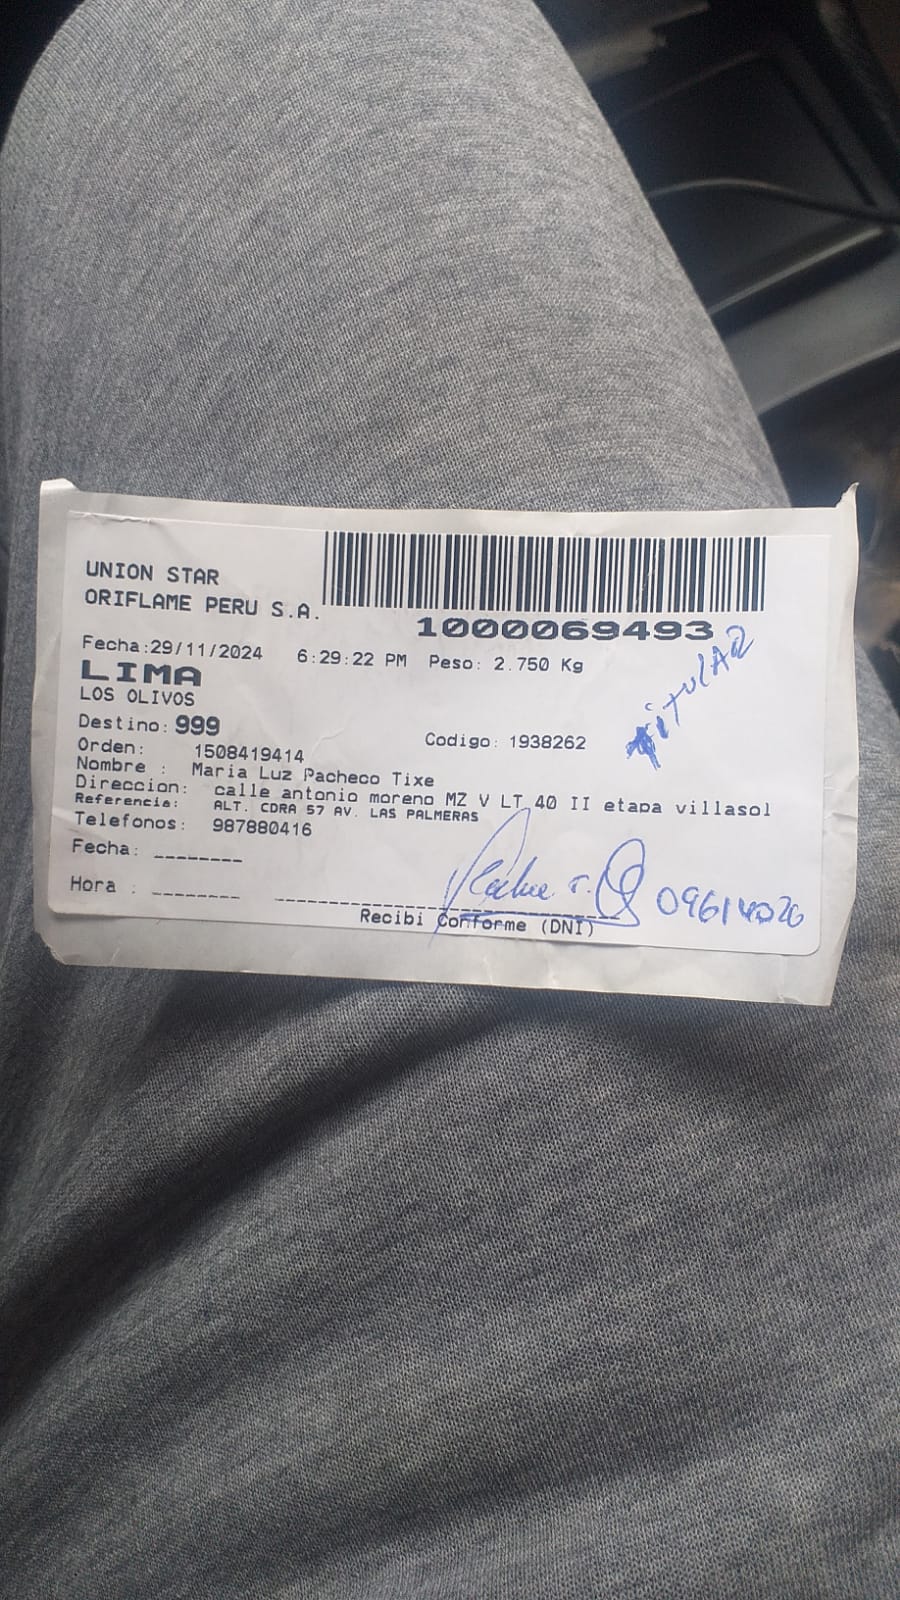 UNION STAR
ORIFLAME PERU S.A.
1000069493
Fecha:29/11/2024 6:29:22 PM Peso: 2.750 Kg
TITULAR
LIMA
LOS OLIVOS
Destino: 999
Codigo: 1938262
Orden: 1508419414
Nombre : Maria Luz Pacheco Tixe
Direccion: calle antonio moreno MZ V LT 40 II etapa villasol
Referencia: ALT. CDRA 57 AV. LAS PALMERAS
Telefonos: 987880416
Fecha: ________
Hora : ________
Recibi Conforme (DNI)